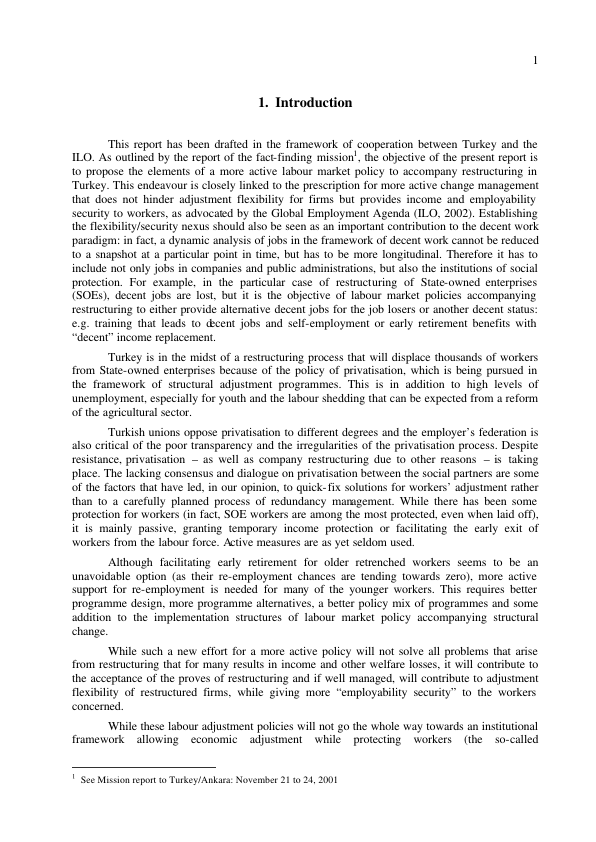 1
1. Introduction
This report has been drafted in the framework of cooperation between Turkey and the
ILO. As outlined by the report of the fact-finding mission1, the objective of the present report is
to propose the elements of a more active labour market policy to accompany restructuring in
Turkey. This endeavour is closely linked to the prescription for more active change management
that does not hinder adjustment flexibility for firms but provides income and employability
security to workers, as advocated by the Global Employment Agenda (ILO, 2002). Establishing
the flexibility/security nexus should also be seen as an important contribution to the decent work
paradigm: in fact, a dynamic analysis of jobs in the framework of decent work cannot be reduced
to a snapshot at a particular point in time, but has to be more longitudinal. Therefore it has to
include not only jobs in companies and public administrations, but also the institutions of social
protection. For example, in the particular case of restructuring of State-owned enterprises
(SOEs), decent jobs are lost, but it is the objective of labour market policies accompanying
restructuring to either provide alternative decent jobs for the job losers or another decent status:
e.g. training that leads to decent jobs and self-employment or early retirement benefits with
“decent” income replacement.
Turkey is in the midst of a restructuring process that will displace thousands of workers
from State-owned enterprises because of the policy of privatisation, which is being pursued in
the framework of structural adjustment programmes. This is in addition to high levels of
unemployment, especially for youth and the labour shedding that can be expected from a reform
of the agricultural sector.
Turkish unions oppose privatisation to different degrees and the employer’s federation is
also critical of the poor transparency and the irregularities of the privatisation process. Despite
resistance, privatisation – as well as company restructuring due to other reasons – is taking
place. The lacking consensus and dialogue on privatisation between the social partners are some
of the factors that have led, in our opinion, to quick-fix solutions for workers’ adjustment rather
than to a carefully planned process of redundancy management. While there has been some
protection for workers (in fact, SOE workers are among the most protected, even when laid off),
it is mainly passive, granting temporary income protection or facilitating the early exit of
workers from the labour force. Active measures are as yet seldom used.
Although facilitating early retirement for older retrenched workers seems to be an
unavoidable option (as their re-employment chances are tending towards zero), more active
support for re-employment is needed for many of the younger workers. This requires better
programme design, more programme alternatives, a better policy mix of programmes and some
addition to the implementation structures of labour market policy accompanying structural
change.
While such a new effort for a more active policy will not solve all problems that arise
from restructuring that for many results in income and other welfare losses, it will contribute to
the acceptance of the proves of restructuring and if well managed, will contribute to adjustment
flexibility of restructured firms, while giving more “employability security” to the workers
concerned.
While these labour adjustment policies will not go the whole way towards an institutional
framework allowing economic adjustment while protecting workers (the so-called
1 See Mission report to Turkey/Ankara: November 21 to 24, 2001